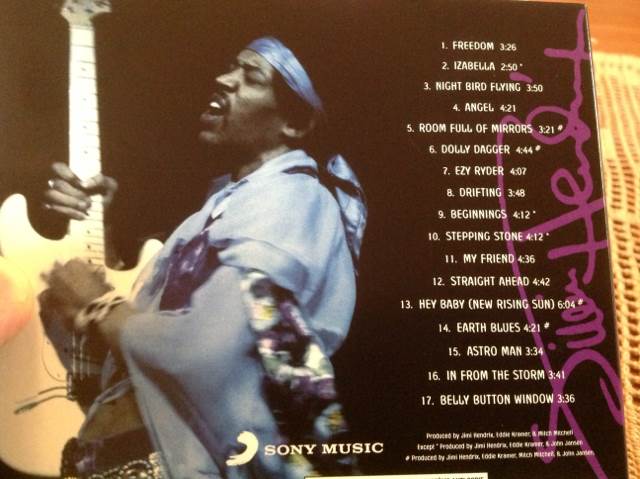 1. FREEDOM 3:26
2. IZABELLA 2:50 *
3. NIGHT BIRD FLYING 3:50
4. ANGEL 4:21
5. ROOM FULL OF MIRRORS 3:21 #
6. DOLLY DAGGER 4:44 #
7. EZY RYDER 4:07
8. DRIFTING 3:48
9. BEGINNINGS 4:12 *
10. STEPPING STONE 4:12 *
11. MY FRIEND 4:36
12. STRAIGHT AHEAD 4:42
13. HEY BABY (NEW RISING SUN) 6:04 #
14. EARTH BLUES 4:21 #
15. ASTRO MAN 3:34
16. IN FROM THE STORM 3:41
17. BELLY BUTTON WINDOW 3:36
Produced by Jimi Hendrix, Eddie Kramer, & Mitch Mitchell
Except * Produced by Jimi Hendrix, Eddie Kramer, & John Jansen
# Produced by Jimi Hendrix, Eddie Kramer, Mitch Mitchell, & John Jansen.
SONY MUSIC